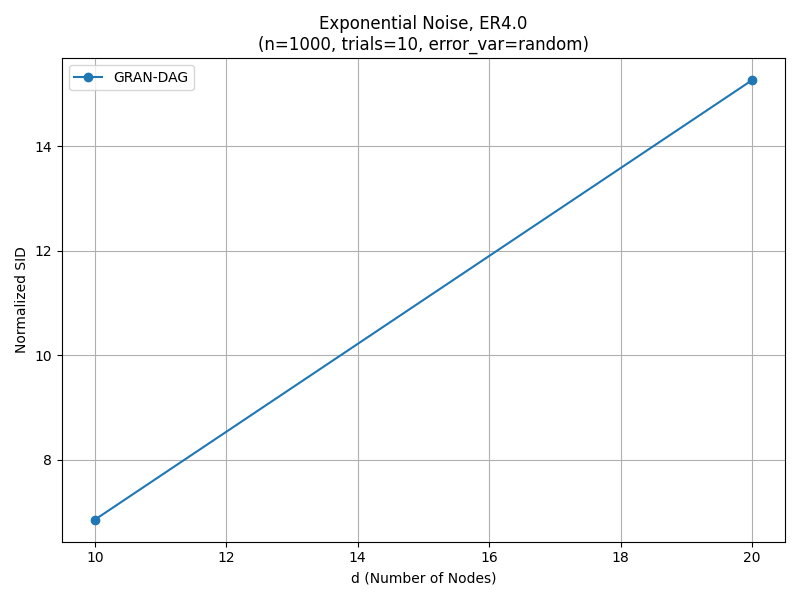 Exponential Noise, ER4.0
(n=1000, trials=10, error_var=random)
GRAN-DAG
Normalized SID
14
12
10
8
10 12 14 16 18 20
d (Number of Nodes)